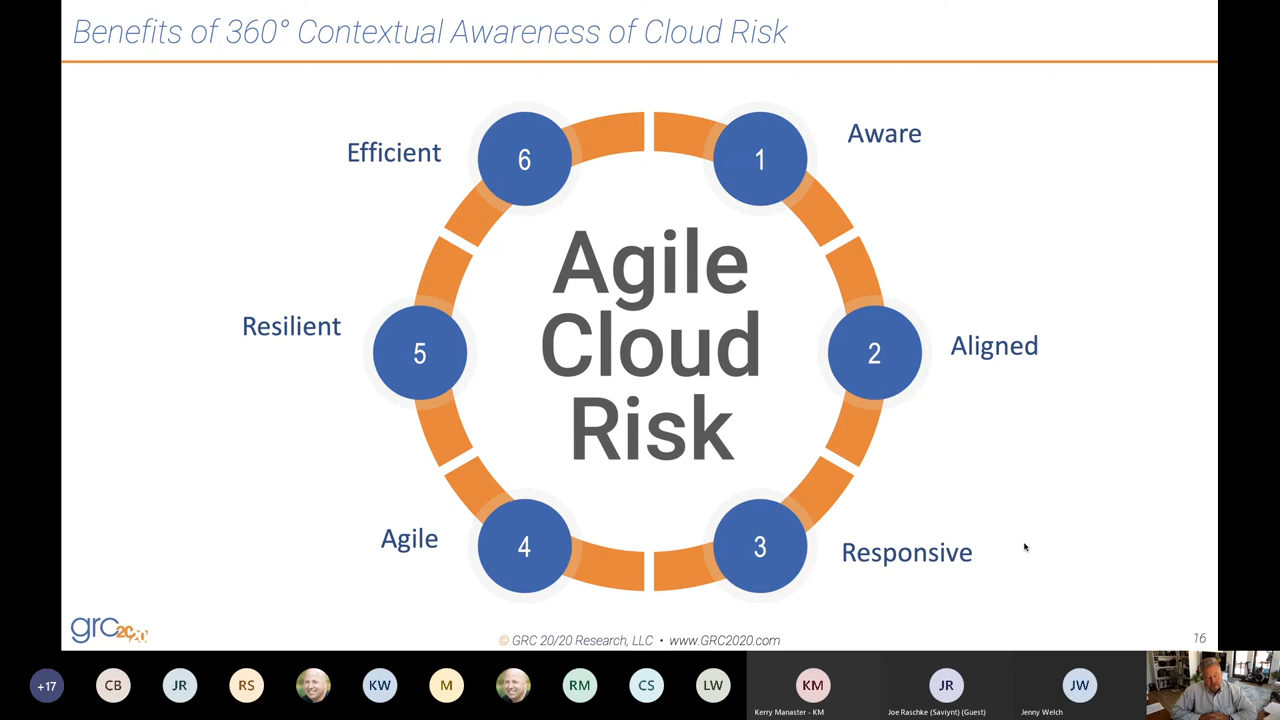 Benefits of 360° Contextual Awareness of Cloud Risk
Efficient
6
1
Aware
Agile
Cloud
Risk
Resilient
5
2
Aligned
Agile
4
3
Responsive
grc2020
© GRC 20/20 Research, LLC • www.GRC2020.com
16
+17
CB
JR
RS
KW
M
RM
CS
LW
KM
JR
JW
Kerry Manaster - KM
Joe Raschke (Saviynt) (Guest)
Jenny Welch